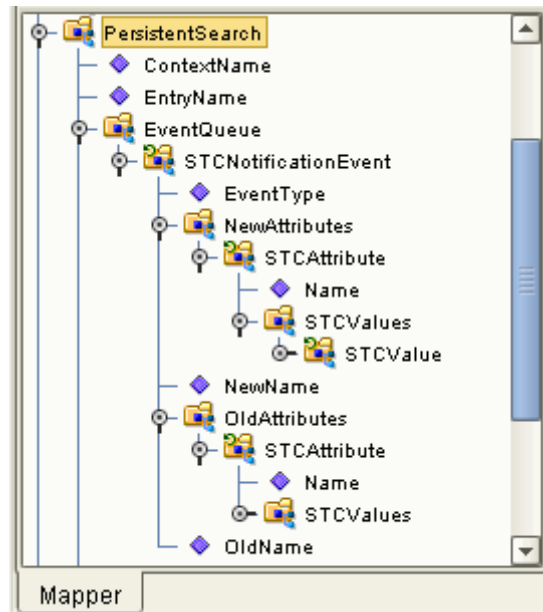 PersistentSearch
ContextName
EntryName
EventQueue
STCNotificationEvent
EventType
NewAttributes
STCAttribute
Name
STCValues
STCValue
NewName
OldAttributes
STCAttribute
Name
STCValues
OldName
Mapper